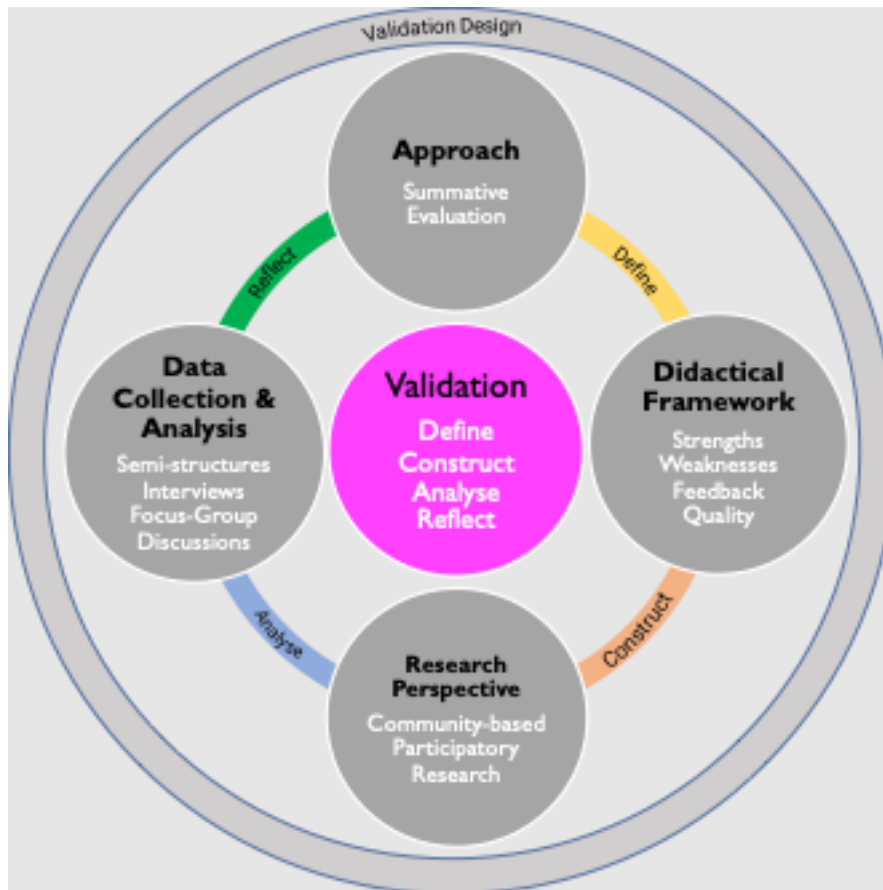 Validation Design
Approach
Summative
Evaluation
Reflect
Define
Data
Collection &
Analysis
Semi-structures
Interviews
Focus-Group
Discussions
Validation
Define
Construct
Analyse
Reflect
Didactical
Framework
Strengths
Weaknesses
Feedback
Quality
Analyse
Construct
Research
Perspective
Community-based
Participatory
Research